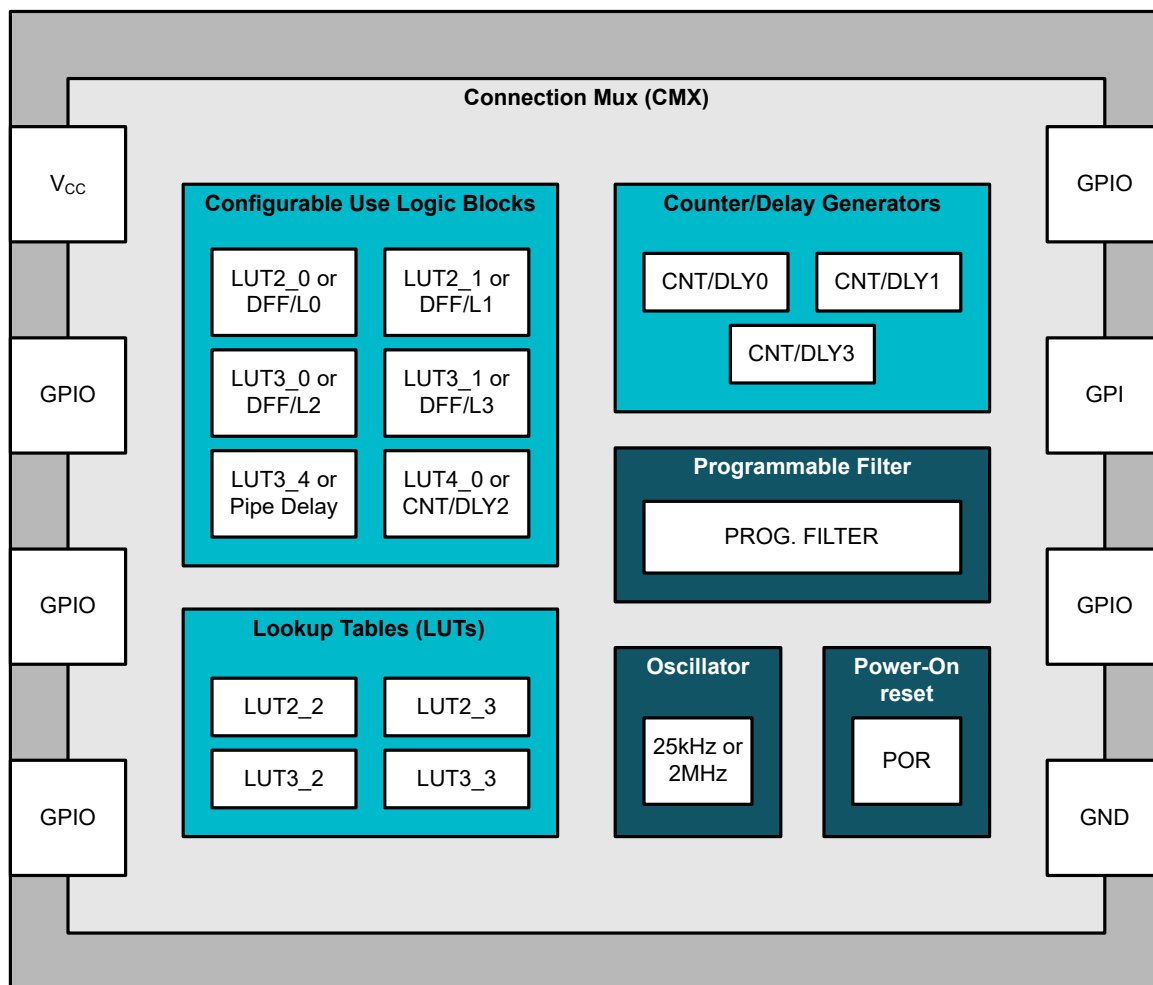 Connection Mux (CMX)
VCC
GPIO
GPIO
GPIO
Configurable Use Logic Blocks
LUT2_0 or
DFF/L0
LUT2_1 or
DFF/L1
LUT3_0 or
DFF/L2
LUT3_1 or
DFF/L3
LUT3_4 or
Pipe Delay
LUT4_0 or
CNT/DLY2
Lookup Tables (LUTs)
LUT2_2
LUT2_3
LUT3_2
LUT3_3
Counter/Delay Generators
CNT/DLY0
CNT/DLY1
CNT/DLY3
Programmable Filter
PROG. FILTER
Oscillator
25kHz or
2MHz
Power-On
reset
POR
GPIO
GPI
GPIO
GND